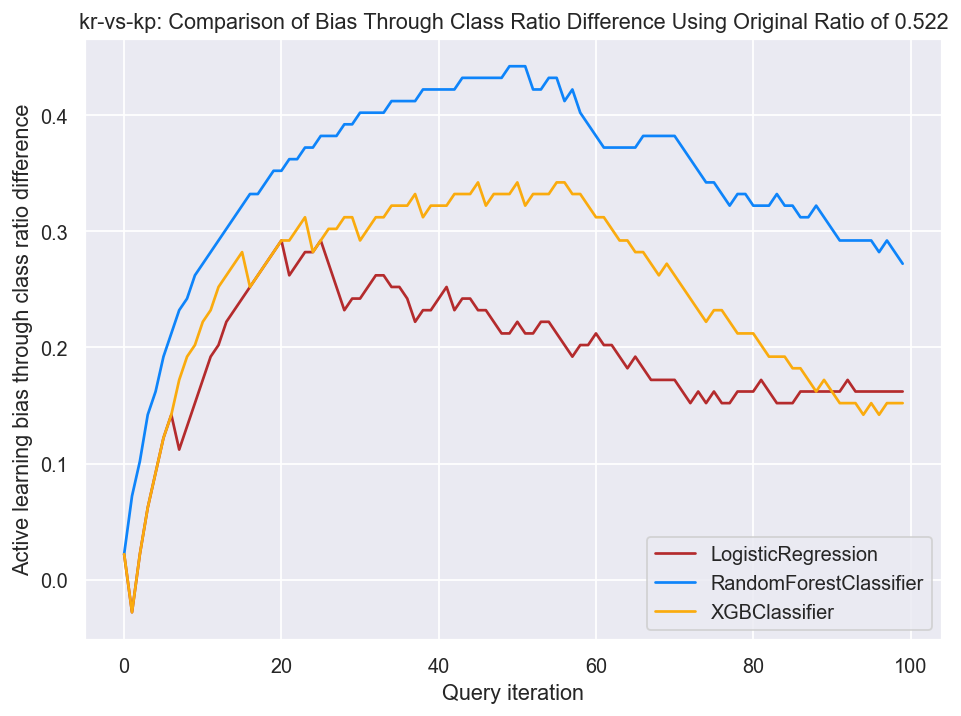 kr-vs-kp: Comparison of Bias Through Class Ratio Difference Using Original Ratio of 0.522
Active learning bias through class ratio difference
0.4
0.3
0.2
0.1
0.0
LogisticRegression
RandomForestClassifier
XGBClassifier
0 20 40 60 80 100
Query iteration